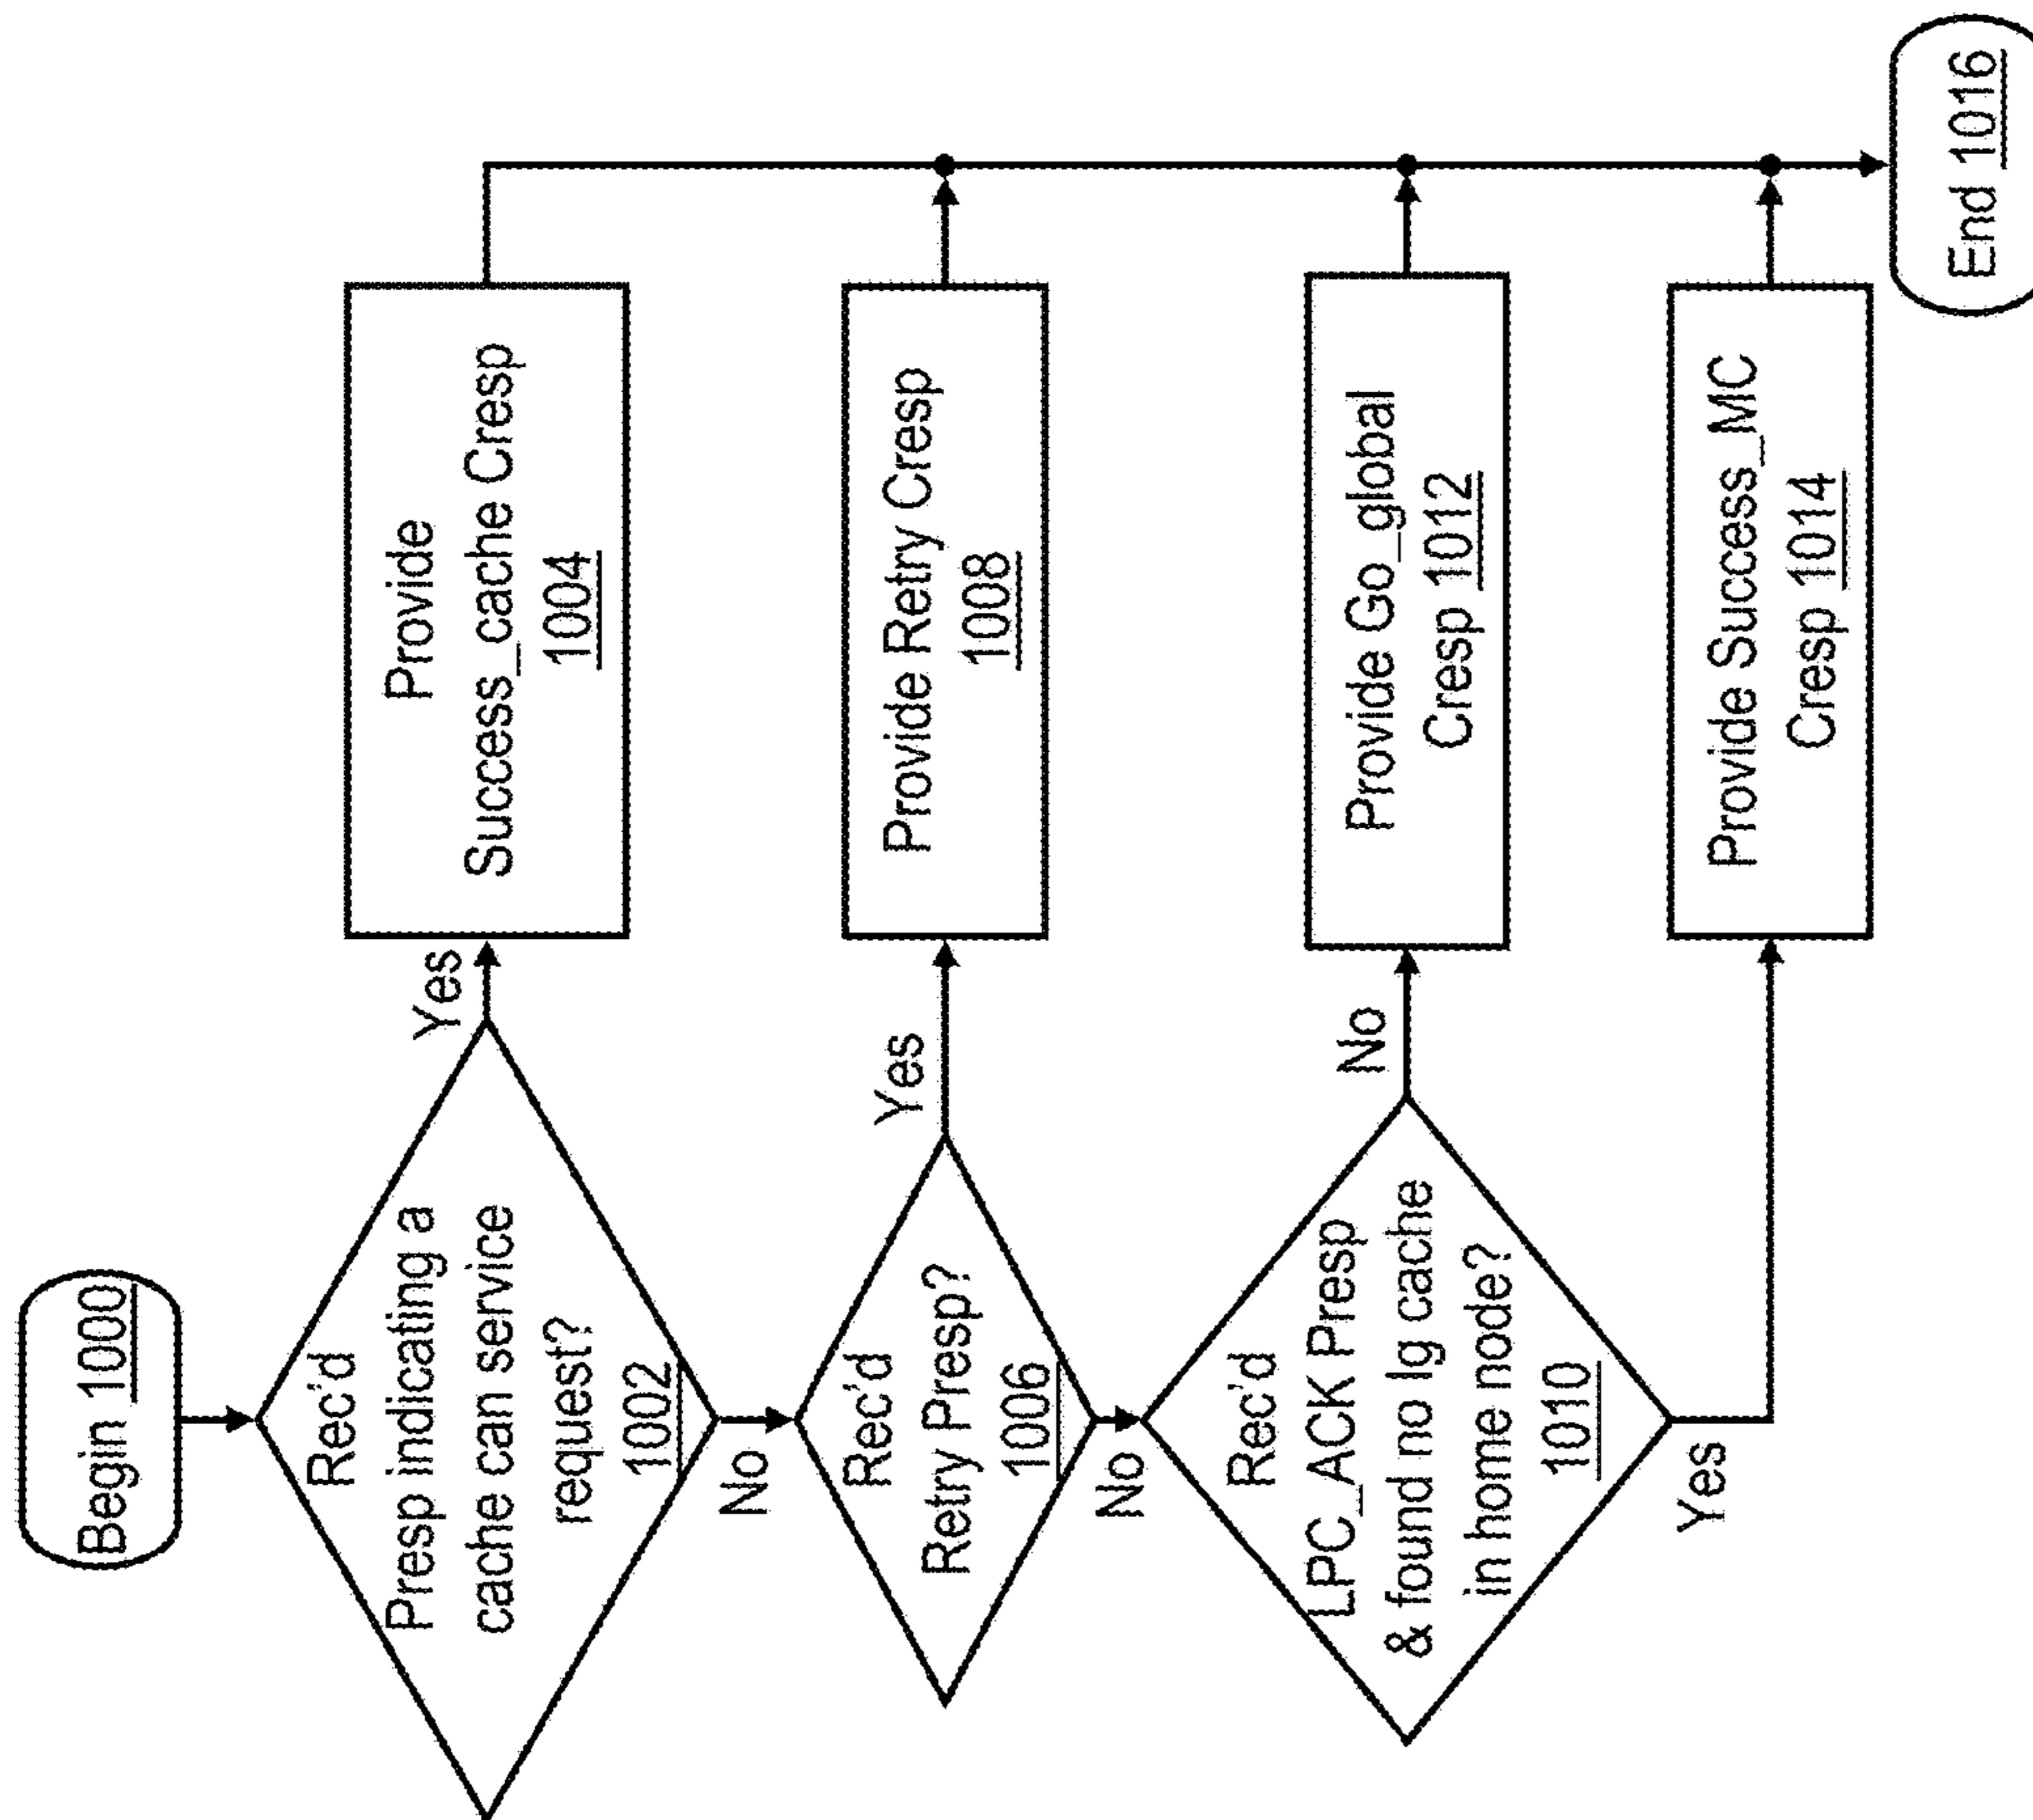 Begin 1000
Rec'd
Presp indicating a
cache can service
request?
1002
Yes
Provide
Success_cache Cresp
1004
No
Rec'd
Retry Presp?
1006
Yes
Provide Retry Cresp
1008
No
Rec'd
LPC_ACK Presp
& found no Ig cache
in home node?
1010
No
Provide Go_global
Cresp 1012
Yes
Provide Success_MC
Cresp 1014
End 1016